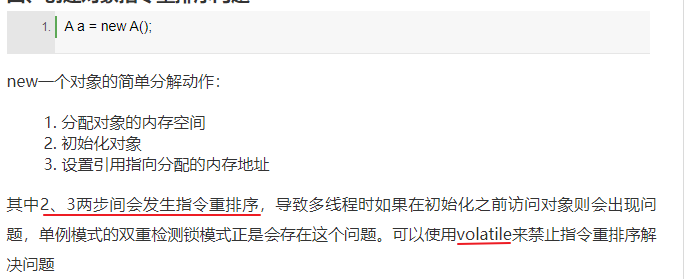 1. A a = new A();
new一个对象的简单分解动作：
1. 分配对象的内存空间
2. 初始化对象
3. 设置引用指向分配的内存地址
其中2、3两步间会发生指令重排序，导致多线程时如果在初始化之前访问对象则会出现问
题，单例模式的双重检测锁模式正是会存在这个问题。可以使用volatile来禁止指令重排序解
决问题